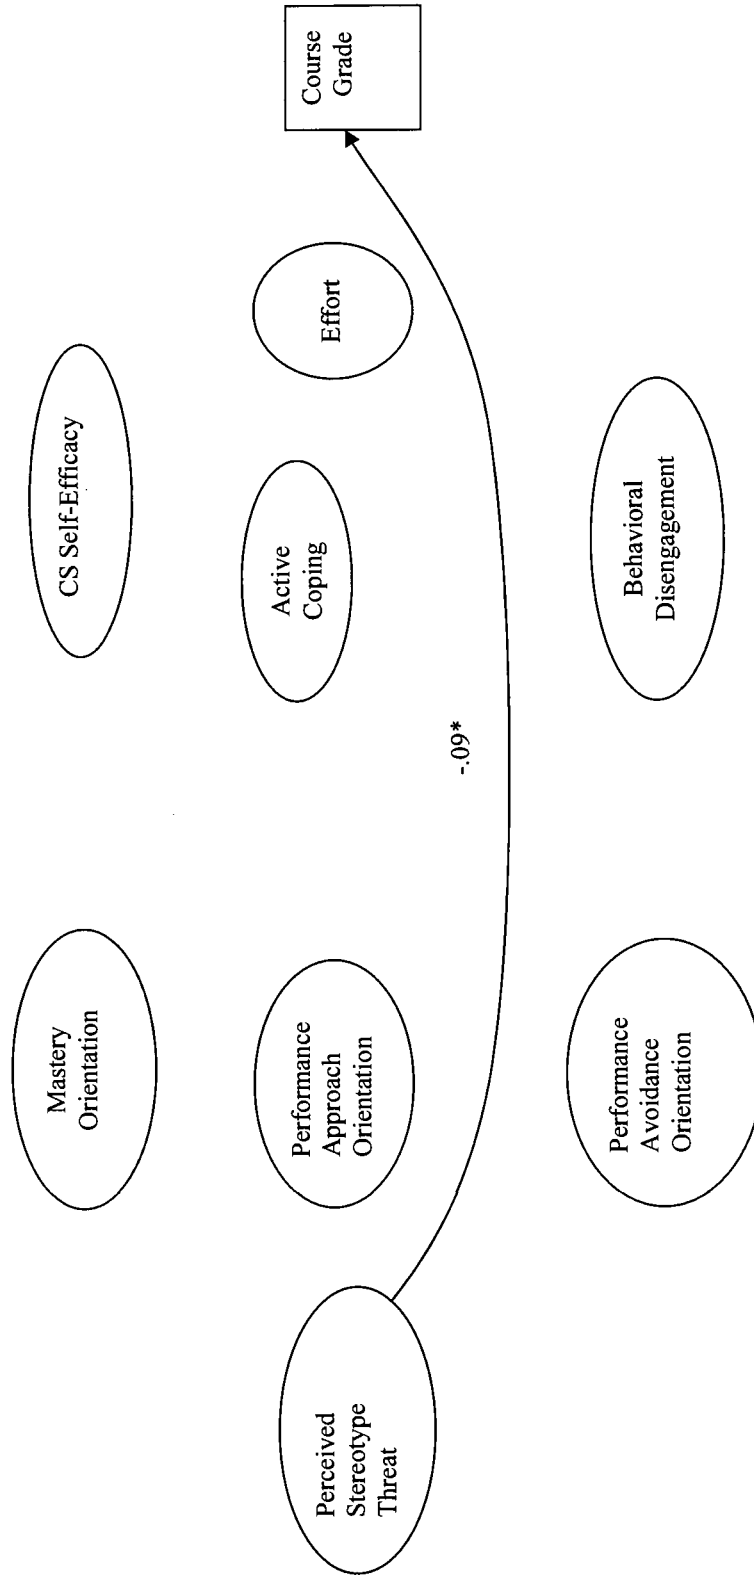 Mastery
Orientation
CS Self-Efficacy
Perceived
Stereotype
Threat
Performance
Approach
Orientation
Active
Coping
Effort
Course
Grade
-.09*
Performance
Avoidance
Orientation
Behavioral
Disengagement